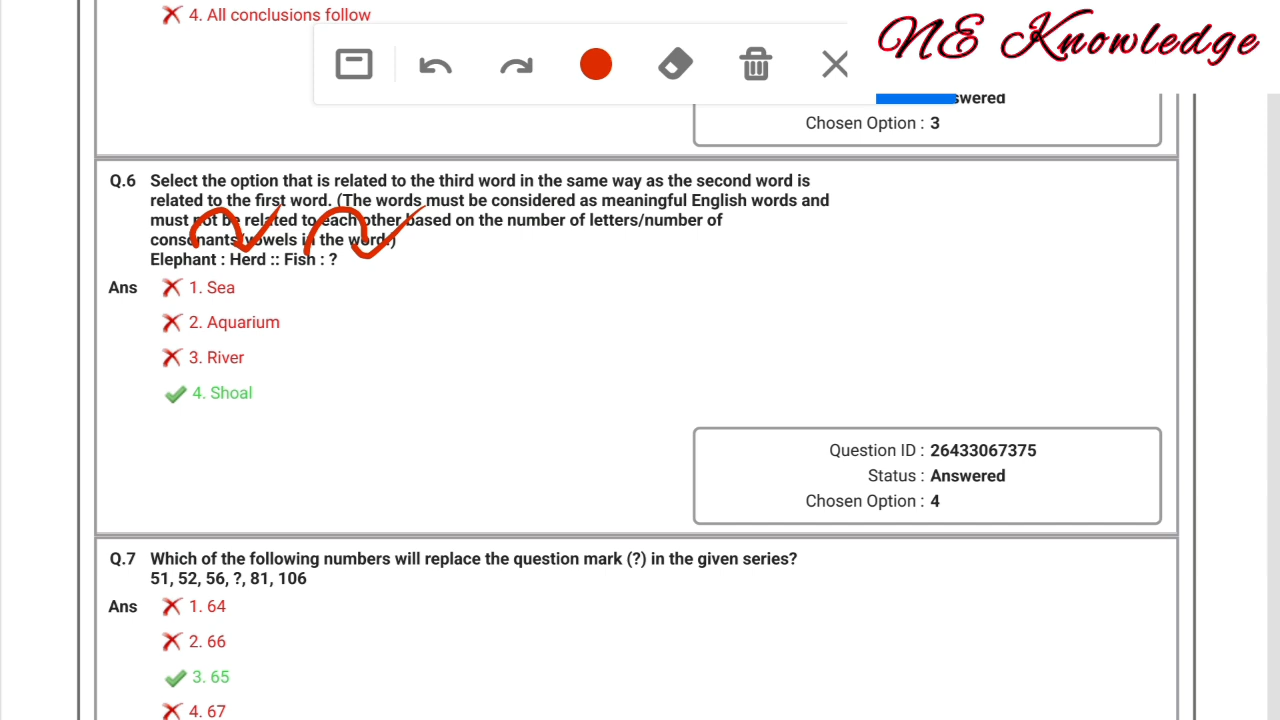 4. All conclusions follow
NE Knowledge
swered
Chosen Option : 3
Q.6 Select the option that is related to the third word in the same way as the second word is
related to the first word. (The words must be considered as meaningful English words and
must not be related to each other based on the number of letters/number of
consonants/vowels in the word.)
Elephant : Herd :: Fish : ?
Ans 1. Sea
2. Aquarium
3. River
4. Shoal
Question ID : 26433067375
Status : Answered
Chosen Option : 4
Q.7 Which of the following numbers will replace the question mark (?) in the given series?
51, 52, 56, ?, 81, 106
Ans 1. 64
2. 66
3. 65
4. 67